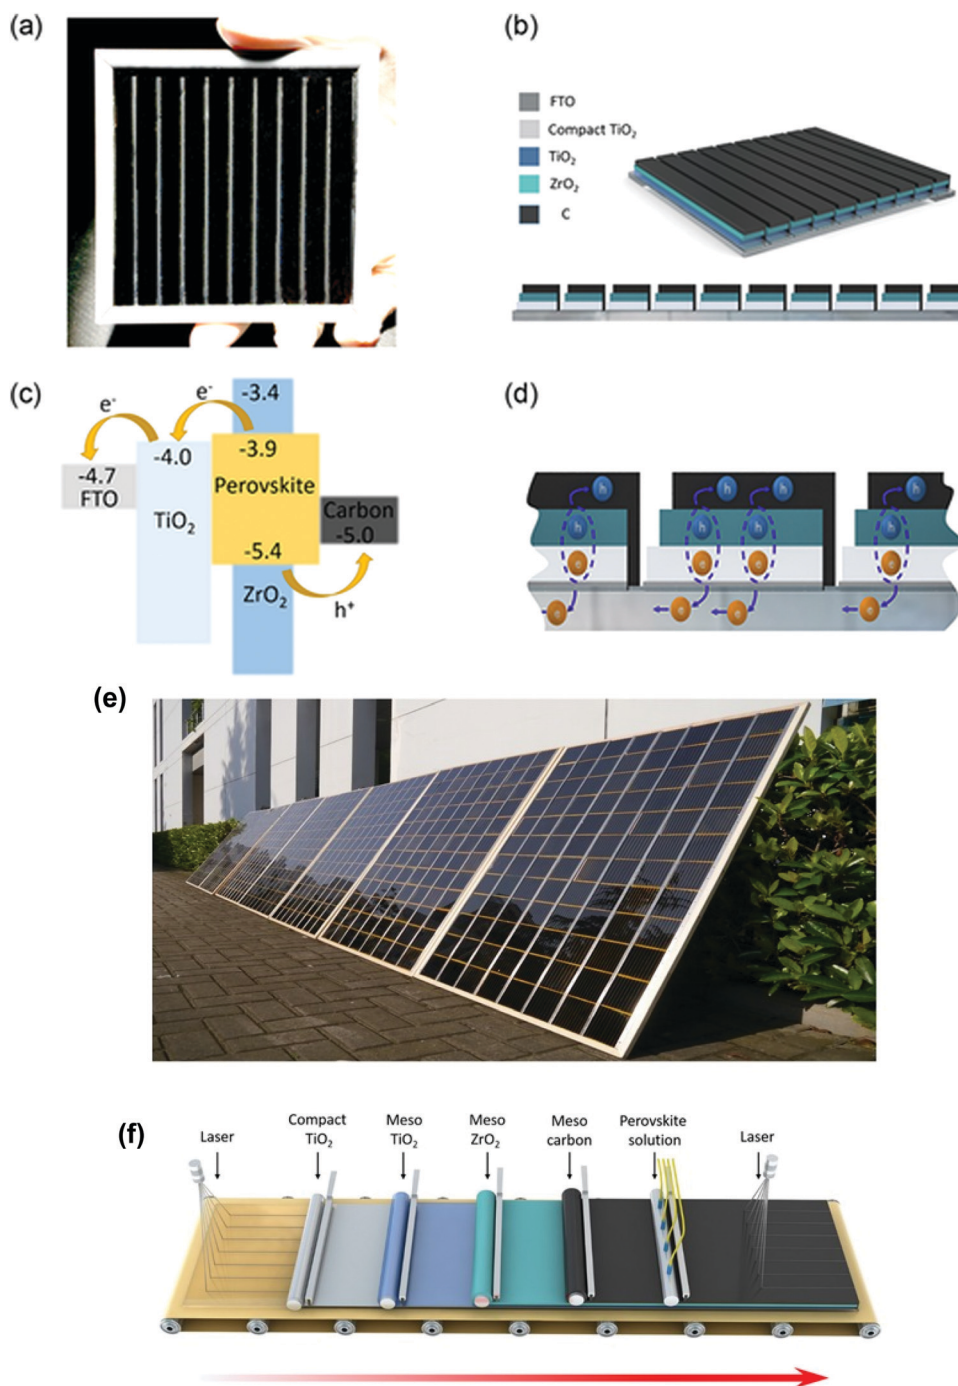 (a)
(b)
FTO
Compact TiO₂
TiO₂
ZrO₂
C
(c)
e⁻
e⁻
-3.4
-4.0
-3.9
-4.7
FTO
TiO₂
Perovskite
Carbon
-5.0
-5.4
ZrO₂
h⁺
(d)
h
h
h
h
h
h
h
h
e
e
e
e
e
e
e
e
(e)
(f)
Laser
Compact
TiO₂
Meso
TiO₂
Meso
ZrO₂
Meso
carbon
Perovskite
solution
Laser